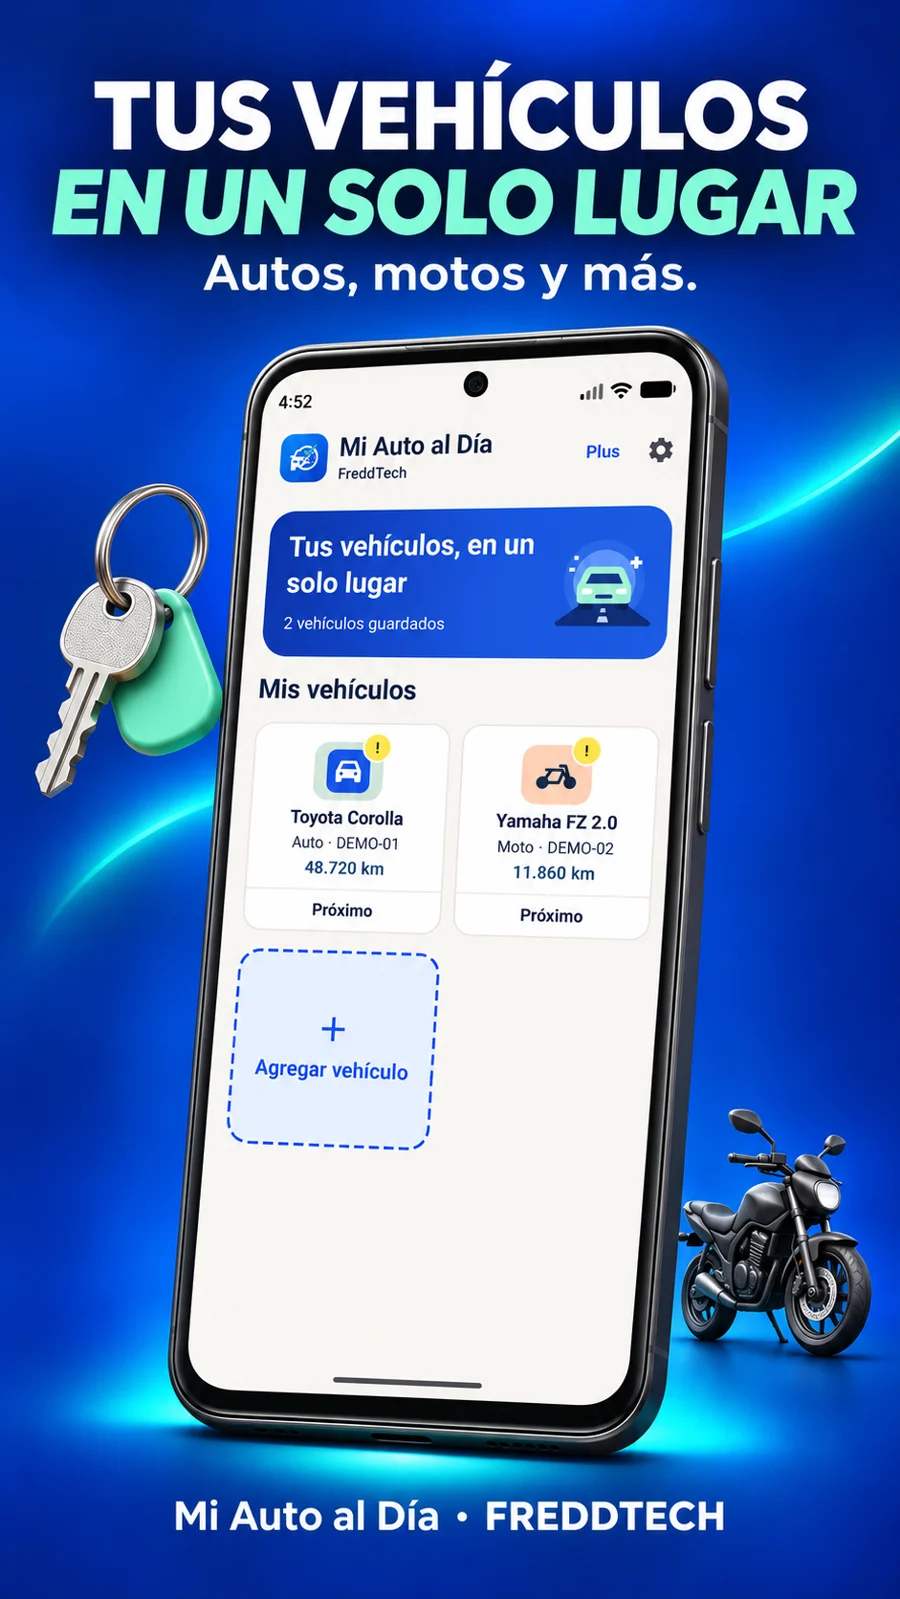 TUS VEHÍCULOS
EN UN SOLO LUGAR
Autos, motos y más.
4:52
Mi Auto al Día
FreddTech
Plus
Tus vehículos, en un
solo lugar
2 vehículos guardados
Mis vehículos
!
Toyota Corolla
Auto · DEMO-01
48.720 km
Próximo
!
Yamaha FZ 2.0
Moto · DEMO-02
11.860 km
Próximo
+
Agregar vehículo
Mi Auto al Día • FREDDTECH